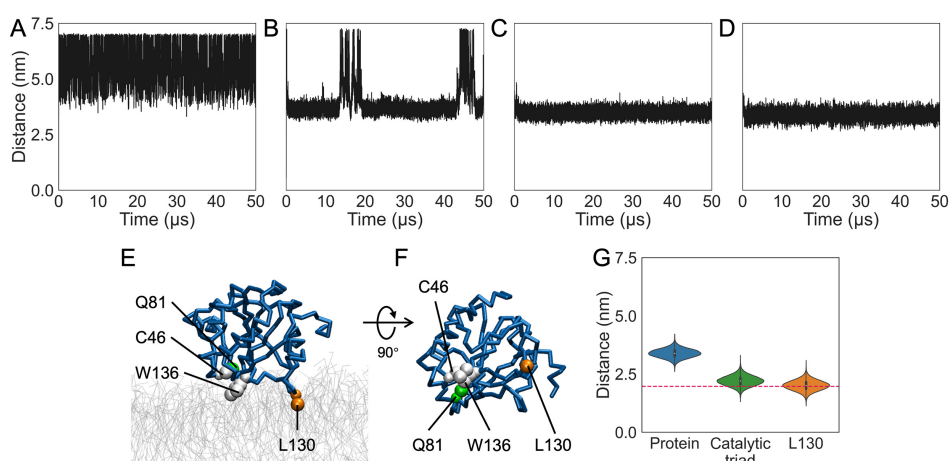 A
B
C
D
Distance (nm)
7.5
5.0
2.5
0.0
0 10 20 30 40 50
0 10 20 30 40 50
0 10 20 30 40 50
0 10 20 30 40 50
Time (µs)
Time (µs)
Time (µs)
Time (µs)
E
Q81
C46
W136
L130
90°
F
C46
Q81
W136
L130
G
Distance (nm)
7.5
5.0
2.5
0.0
Protein
Catalytic
triad
L130